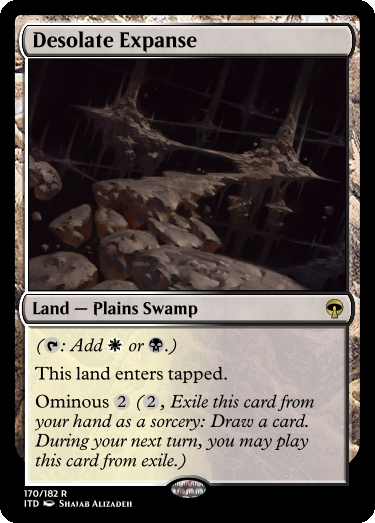 Desolate Expanse
Land — Plains Swamp
(T: Add W or B.)
This land enters tapped.
Ominous 2 (2, Exile this card from
your hand as a sorcery: Draw a card.
During your next turn, you may play
this card from exile.)
170/182 R
ITD Shajab Alizadeh